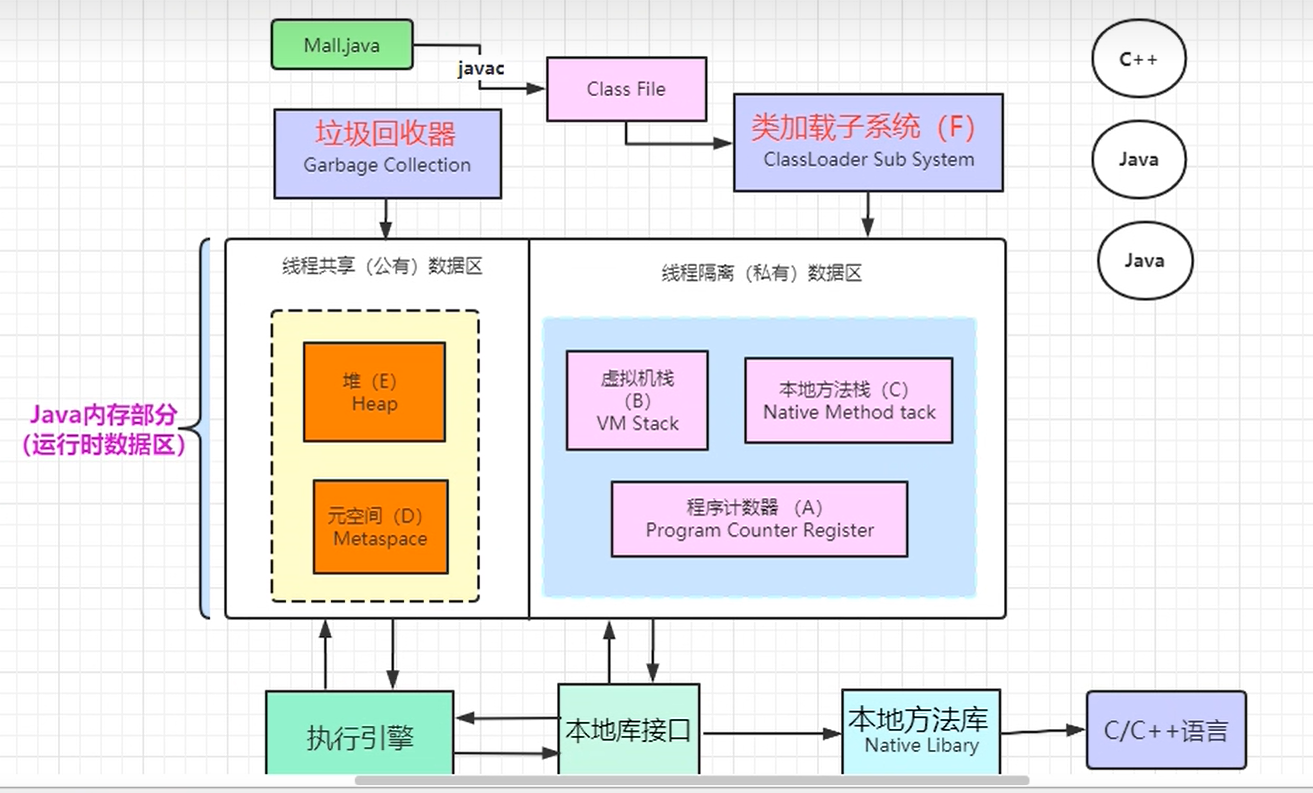 Mall.java
javac
Class File
C++
垃圾回收器
Garbage Collection
类加载子系统（F）
ClassLoader Sub System
Java
Java
线程共享（公有）数据区
线程隔离（私有）数据区
堆（E）
Heap
虚拟机栈
（B）
VM Stack
本地方法栈（C）
Native Method tack
Java内存部分
(运行时数据区)
元空间（D）
Metaspace
程序计数器 （A）
Program Counter Register
执行引擎
本地库接口
本地方法库
Native Libary
C/C++语言